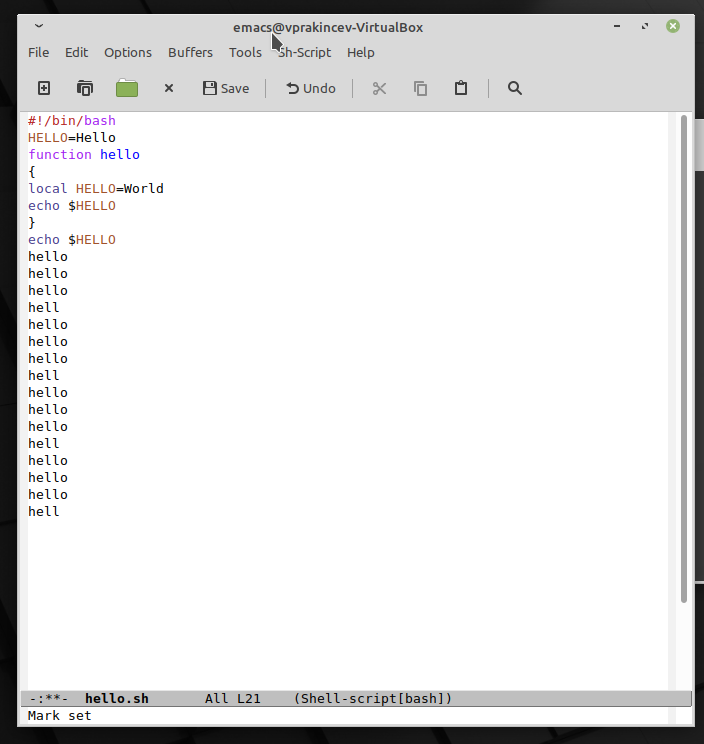 emacs@vprakincev-VirtualBox
File Edit Options Buffers Tools Sh-Script Help
Save Undo
#!/bin/bash
HELLO=Hello
function hello
{
local HELLO=World
echo $HELLO
}
echo $HELLO
hello
hello
hello
hell
hello
hello
hello
hell
hello
hello
hello
hell
hello
hello
hello
hell
-:**- hello.sh All L21 (Shell-script[bash])
Mark set